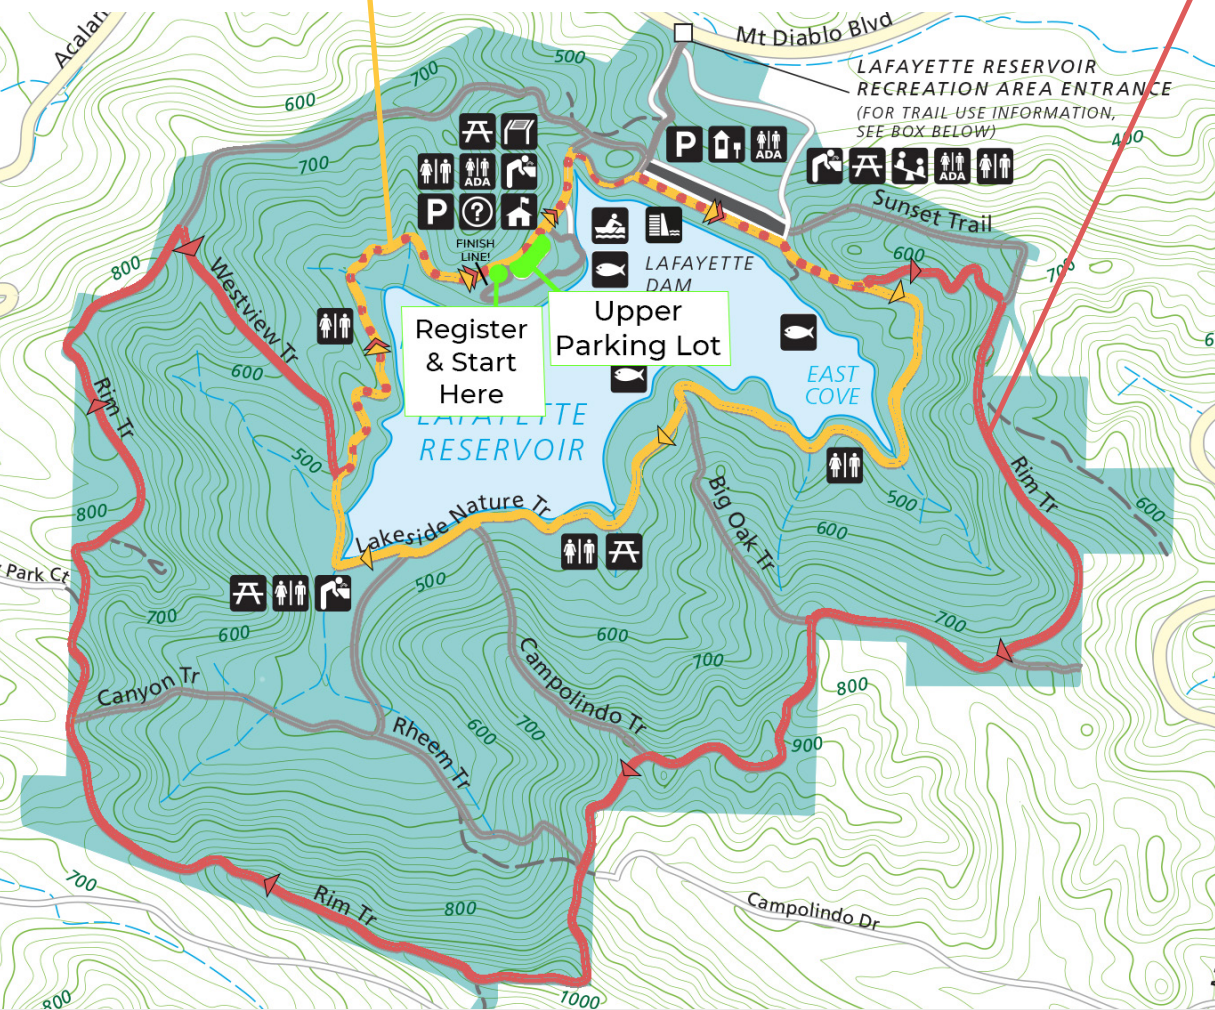 Mt Diablo Blvd
LAFAYETTE RESERVOIR
RECREATION AREA ENTRANCE
(FOR TRAIL USE INFORMATION,
SEE BOX BELOW)
500
700
600
700
400
P
ADA
ADA
ADA
P
?
Sunset Trail
FINISH
LINE!
600
700
800
LAFAYETTE
DAM
Westview Tr
Register
& Start
Here
Upper
Parking Lot
600
EAST
COVE
LAFAYETTE
RESERVOIR
Rim Tr
500
Rim Tr
500
600
600
Big Oak Tr
800
Lakeside Nature Tr
Park Ct
500
700
600
600
700
700
Campolindo Tr
Canyon Tr
800
600
700
900
Rheem Tr
700
Rim Tr
800
Campolindo Dr
800
1000